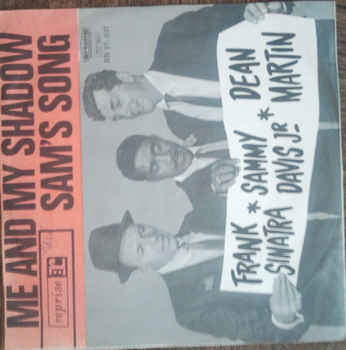 ME AND MY SHADOW
SAM'S SONG
reprise
FRANK * SAMMY DEAN
SINATRA DAVIS JR * MARTIN